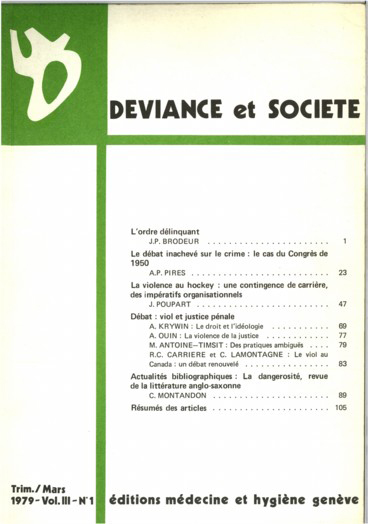 DEVIANCE et SOCIETE
L'ordre délinquant
J.P. BRODEUR . . . . . . . . . . . . . . . . . . . . . . . 1
Le débat inachevé sur le crime : le cas du Congrès de
1950
A.P. PIRES . . . . . . . . . . . . . . . . . . . . . . . . . . 23
La violence au hockey : une contingence de carrière,
des impératifs organisationnels
J. POUPART . . . . . . . . . . . . . . . . . . . . . . . . . 47
Débat : viol et justice pénale
A. KRYWIN : Le droit et l'idéologie . . . . . . . . . . . 69
A. OUIN : La violence de la justice . . . . . . . . . . . . 77
M. ANTOINE—TIMSIT : Des pratiques ambiguës . . . . 79
R.C. CARRIERE et C. LAMONTAGNE : Le viol au
Canada : un débat renouvelé . . . . . . . . . . . . . . . . 83
Actualités bibliographiques : La dangerosité, revue
de la littérature anglo-saxonne
C. MONTANDON . . . . . . . . . . . . . . . . . . . . . . 89
Résumés des articles . . . . . . . . . . . . . . . . . . . . . . 105
Trim./Mars
1979-Vol.III-N°1
éditions médecine et hygiène genève